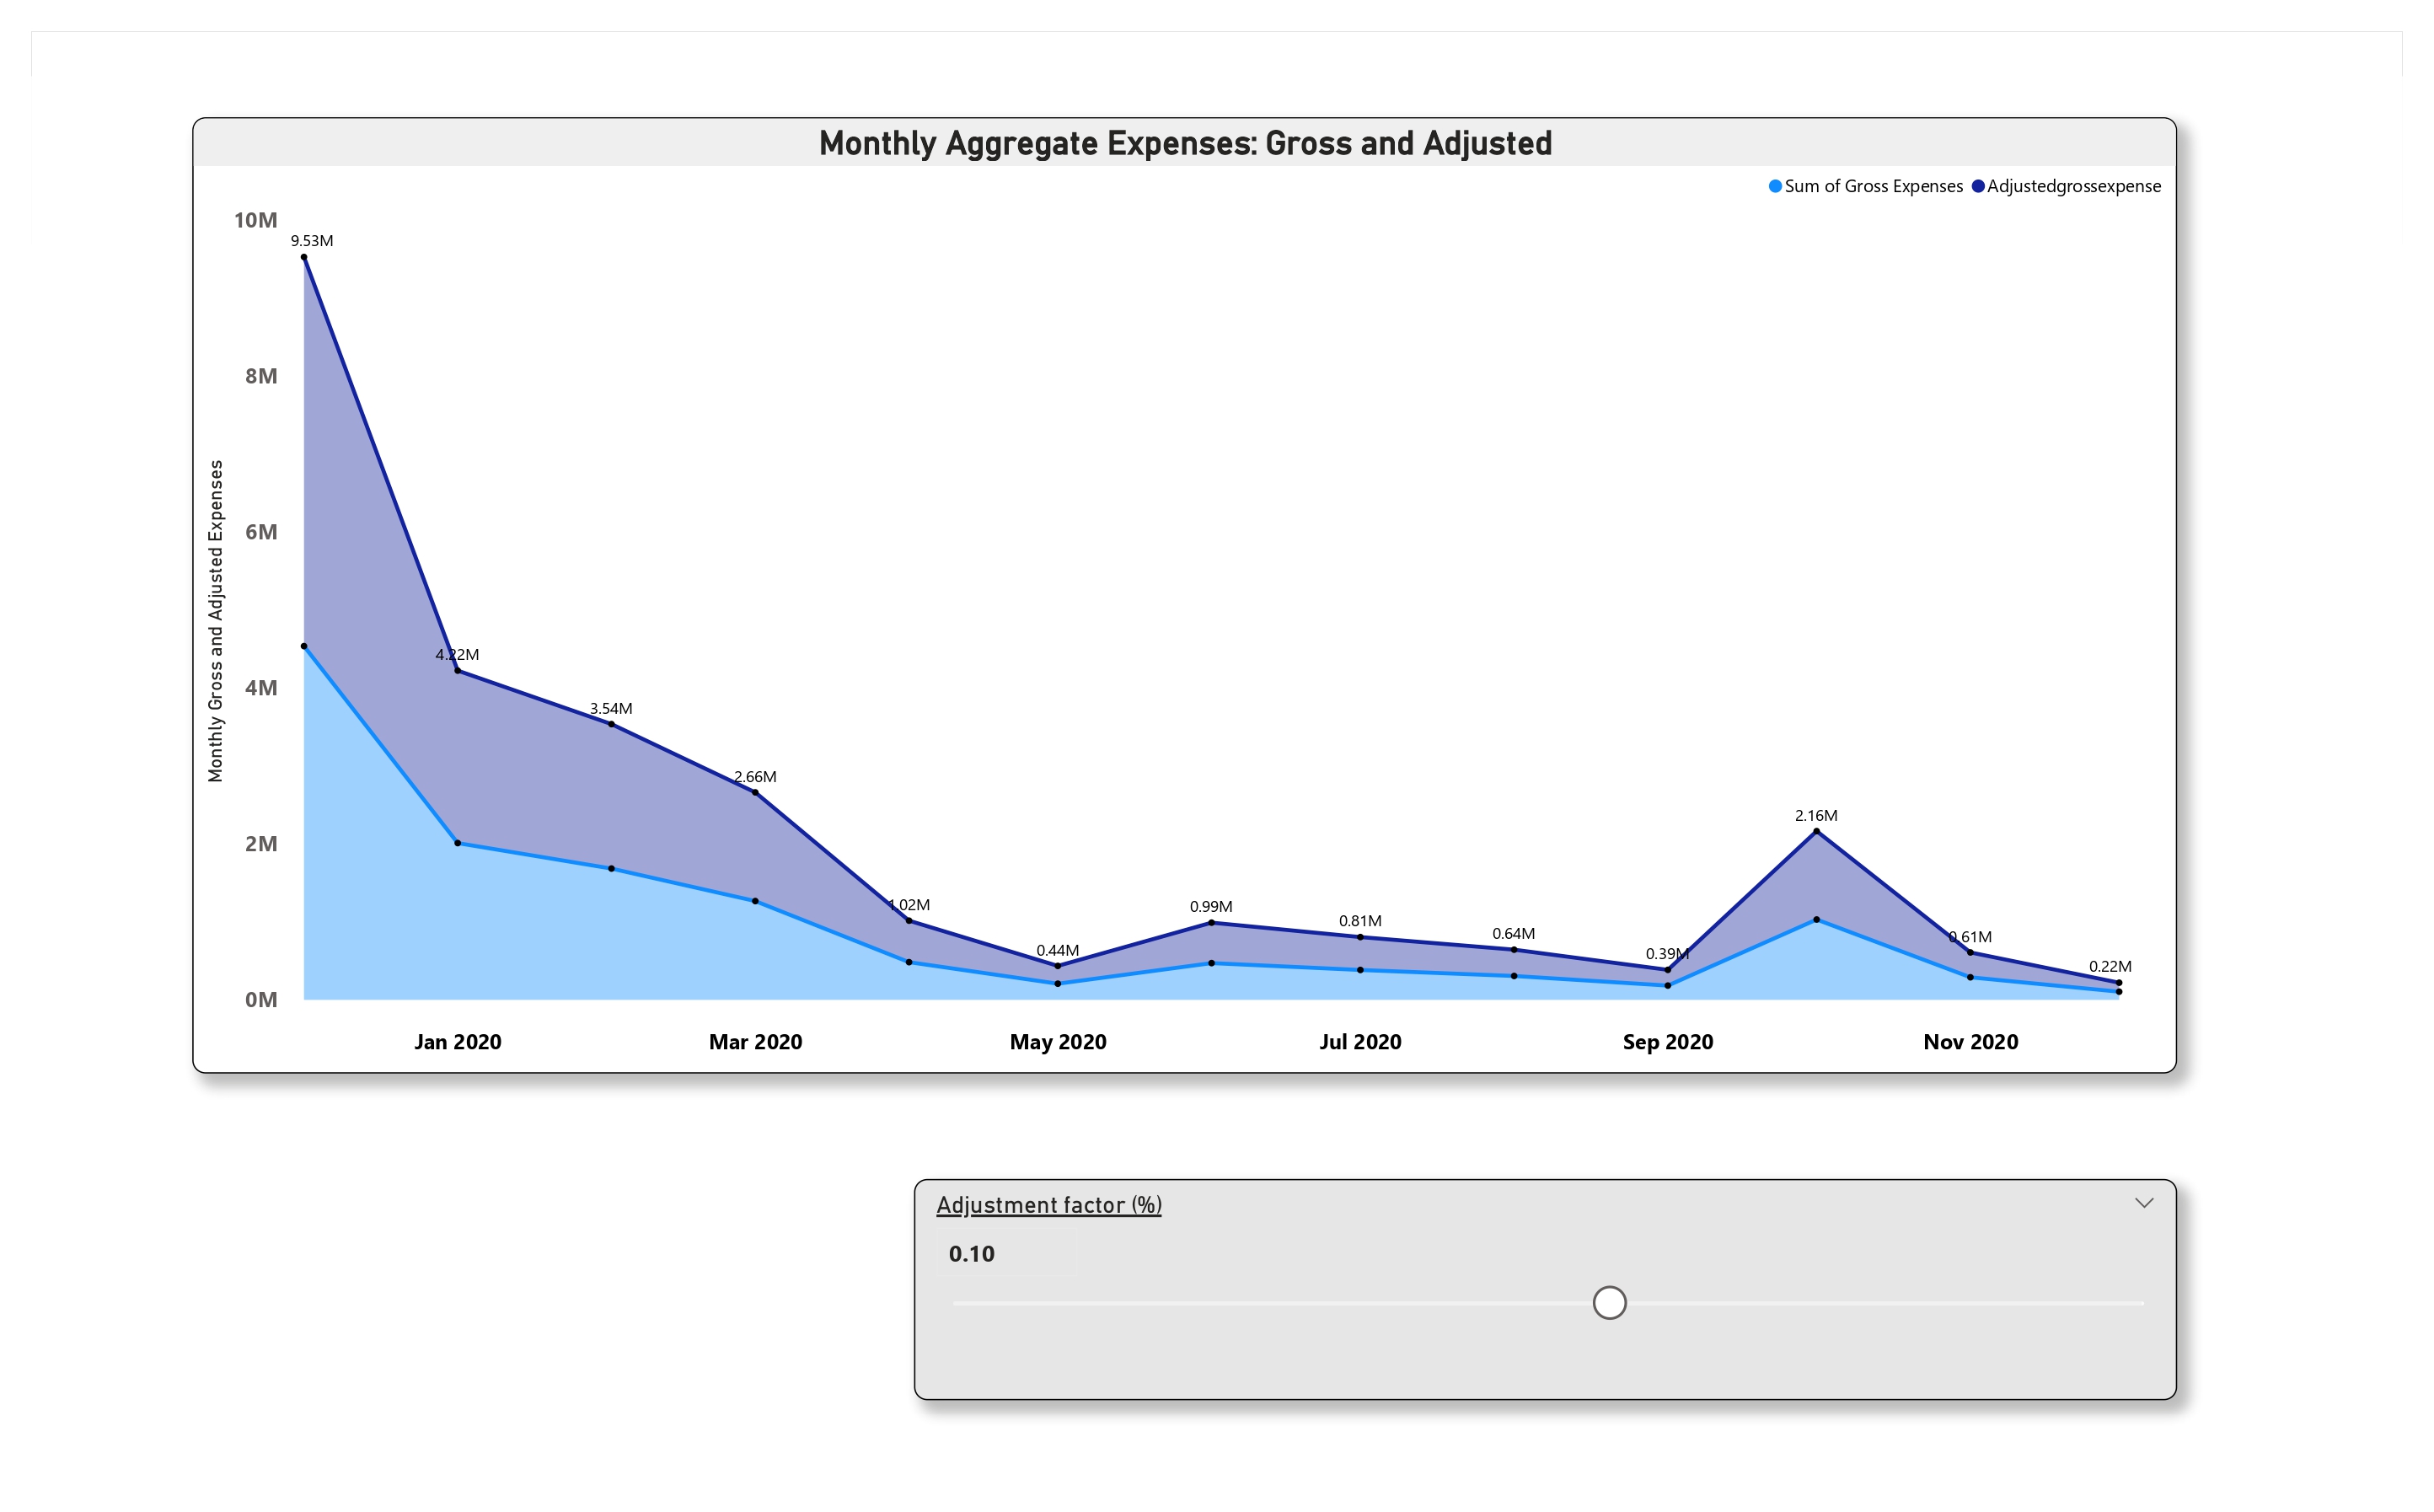 Monthly Aggregate Expenses: Gross and Adjusted
Sum of Gross Expenses Adjustedgrossexpense
Monthly Gross and Adjusted Expenses
10M
8M
6M
4M
2M
0M
9.53M
4.22M
3.54M
2.66M
1.02M
0.44M
0.99M
0.81M
0.64M
0.39M
2.16M
0.61M
0.22M
Jan 2020 Mar 2020 May 2020 Jul 2020 Sep 2020 Nov 2020
Adjustment factor (%)
0.10